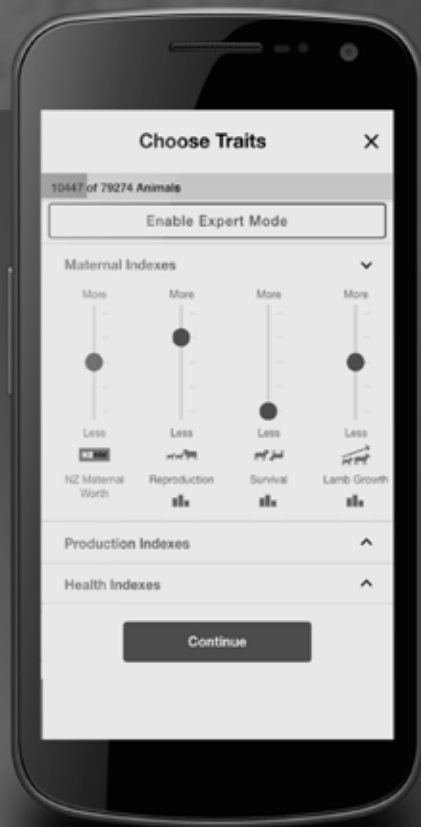 Choose Traits
10447 of 79274 Animals
Enable Expert Mode
Maternal Indexes
More More More More
Less Less Less Less
NZ Maternal Worth
Reproduction
Survival
Lamb Growth
Production Indexes
Health Indexes
Continue